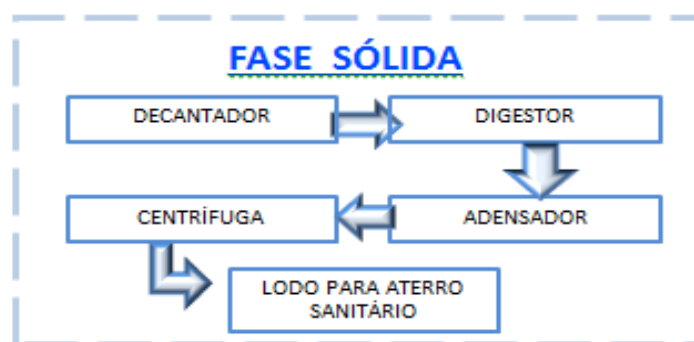 FASE SÓLIDA
DECANTADOR
DIGESTOR
CENTRÍFUGA
ADENSADOR
LODO PARA ATERRO
SANITÁRIO